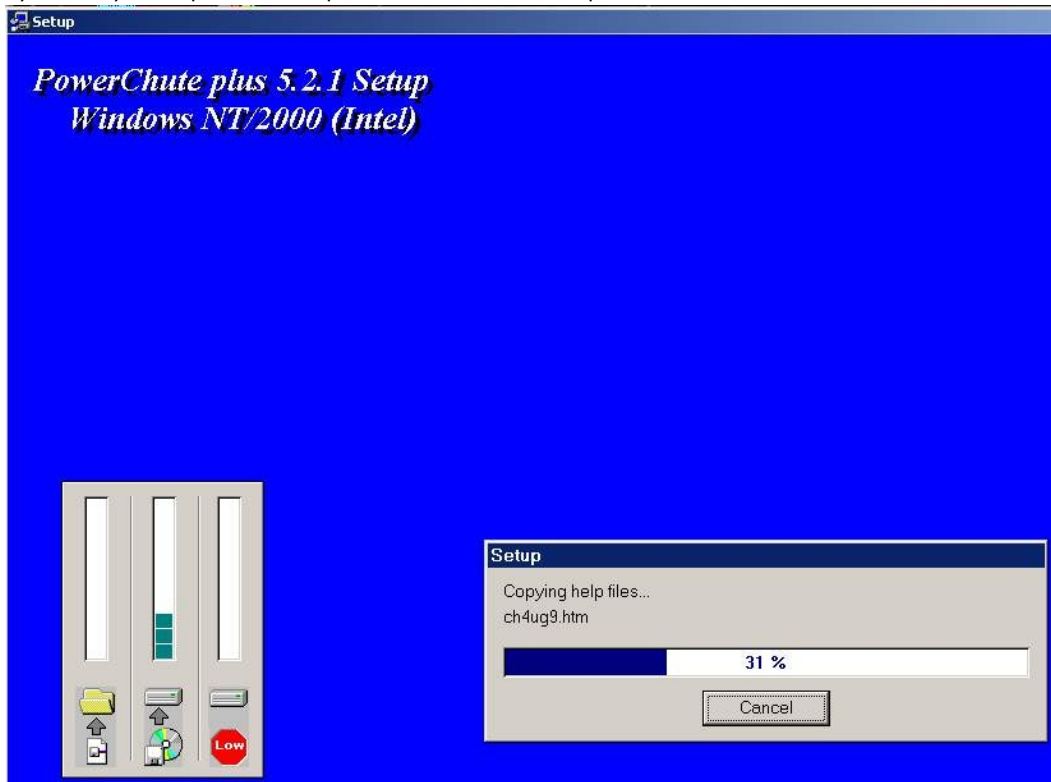 Setup
PowerChute plus 5.2.1 Setup
Windows NT/2000 (Intel)
Setup
Copying help files...
ch4ug9.htm
31 %
Cancel
Low